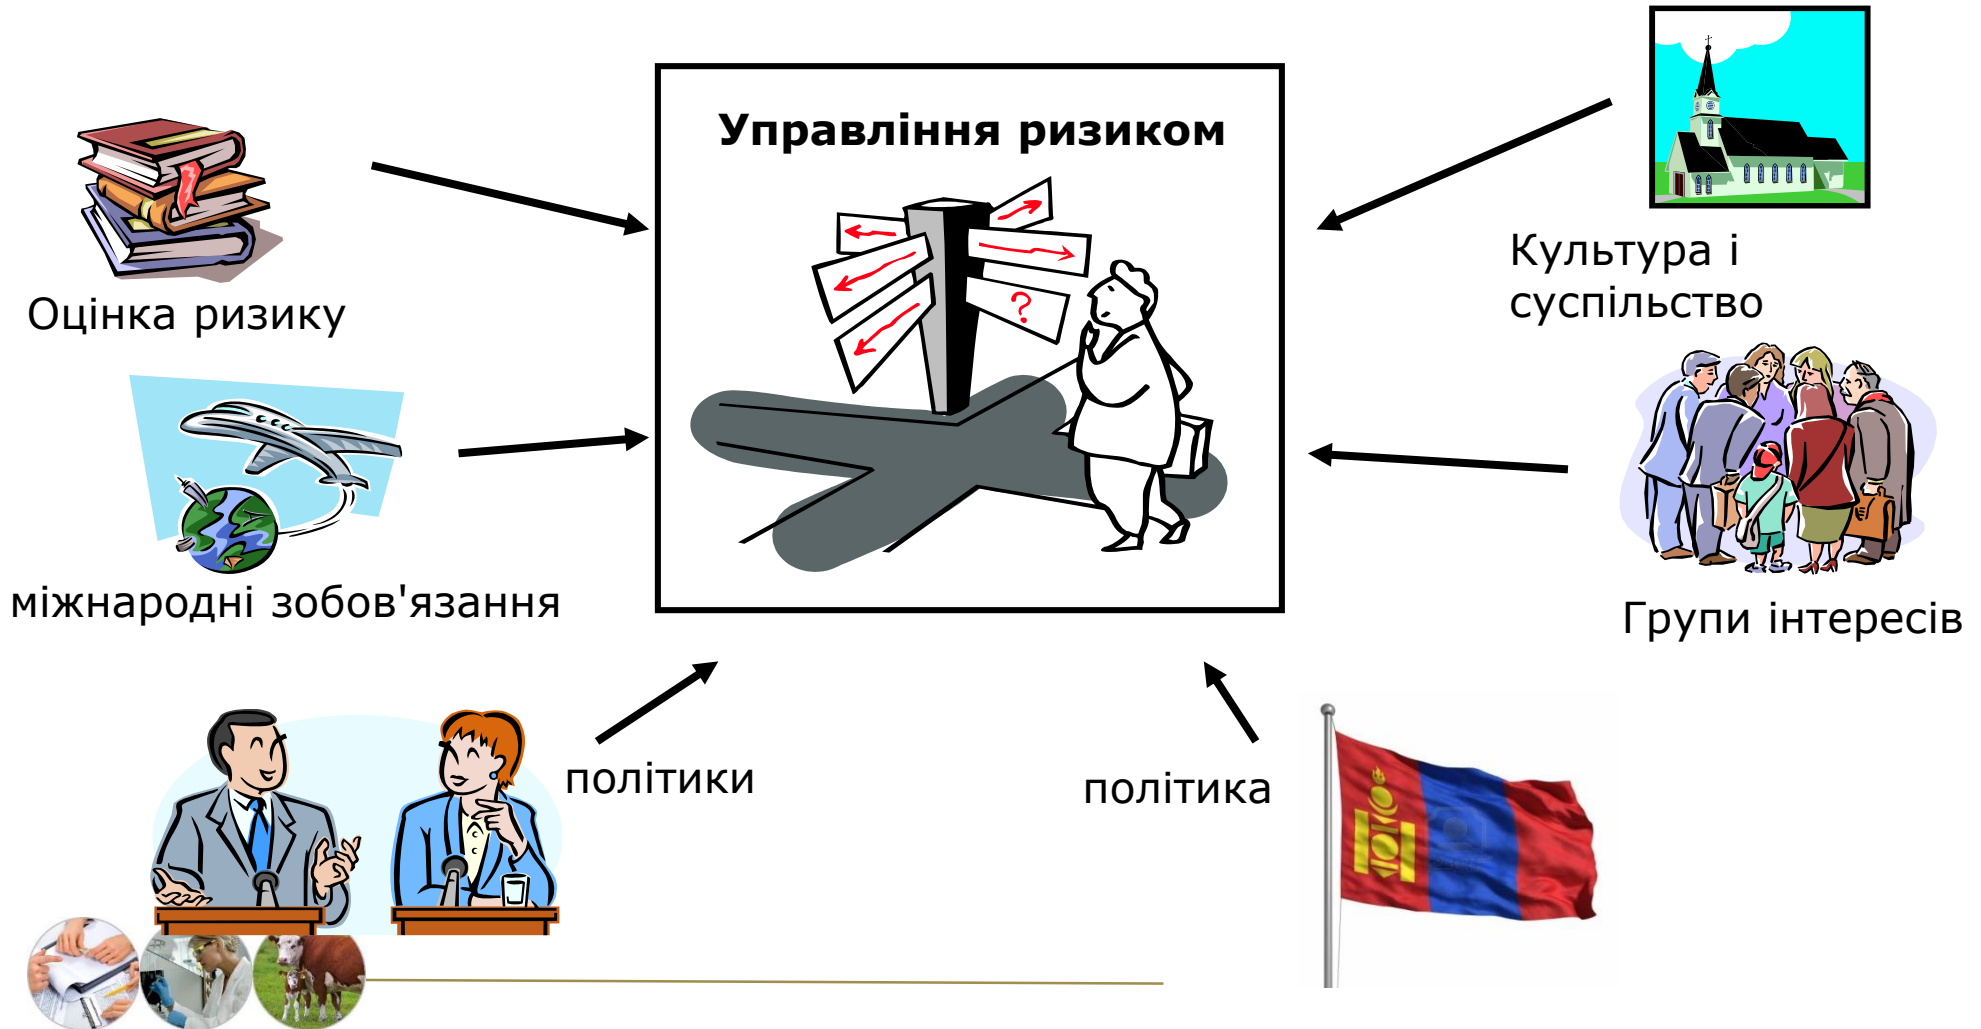 Управління ризиком
Оцінка ризику
Культура і
суспільство
?
міжнародні зобов'язання
Групи інтересів
політики
політика